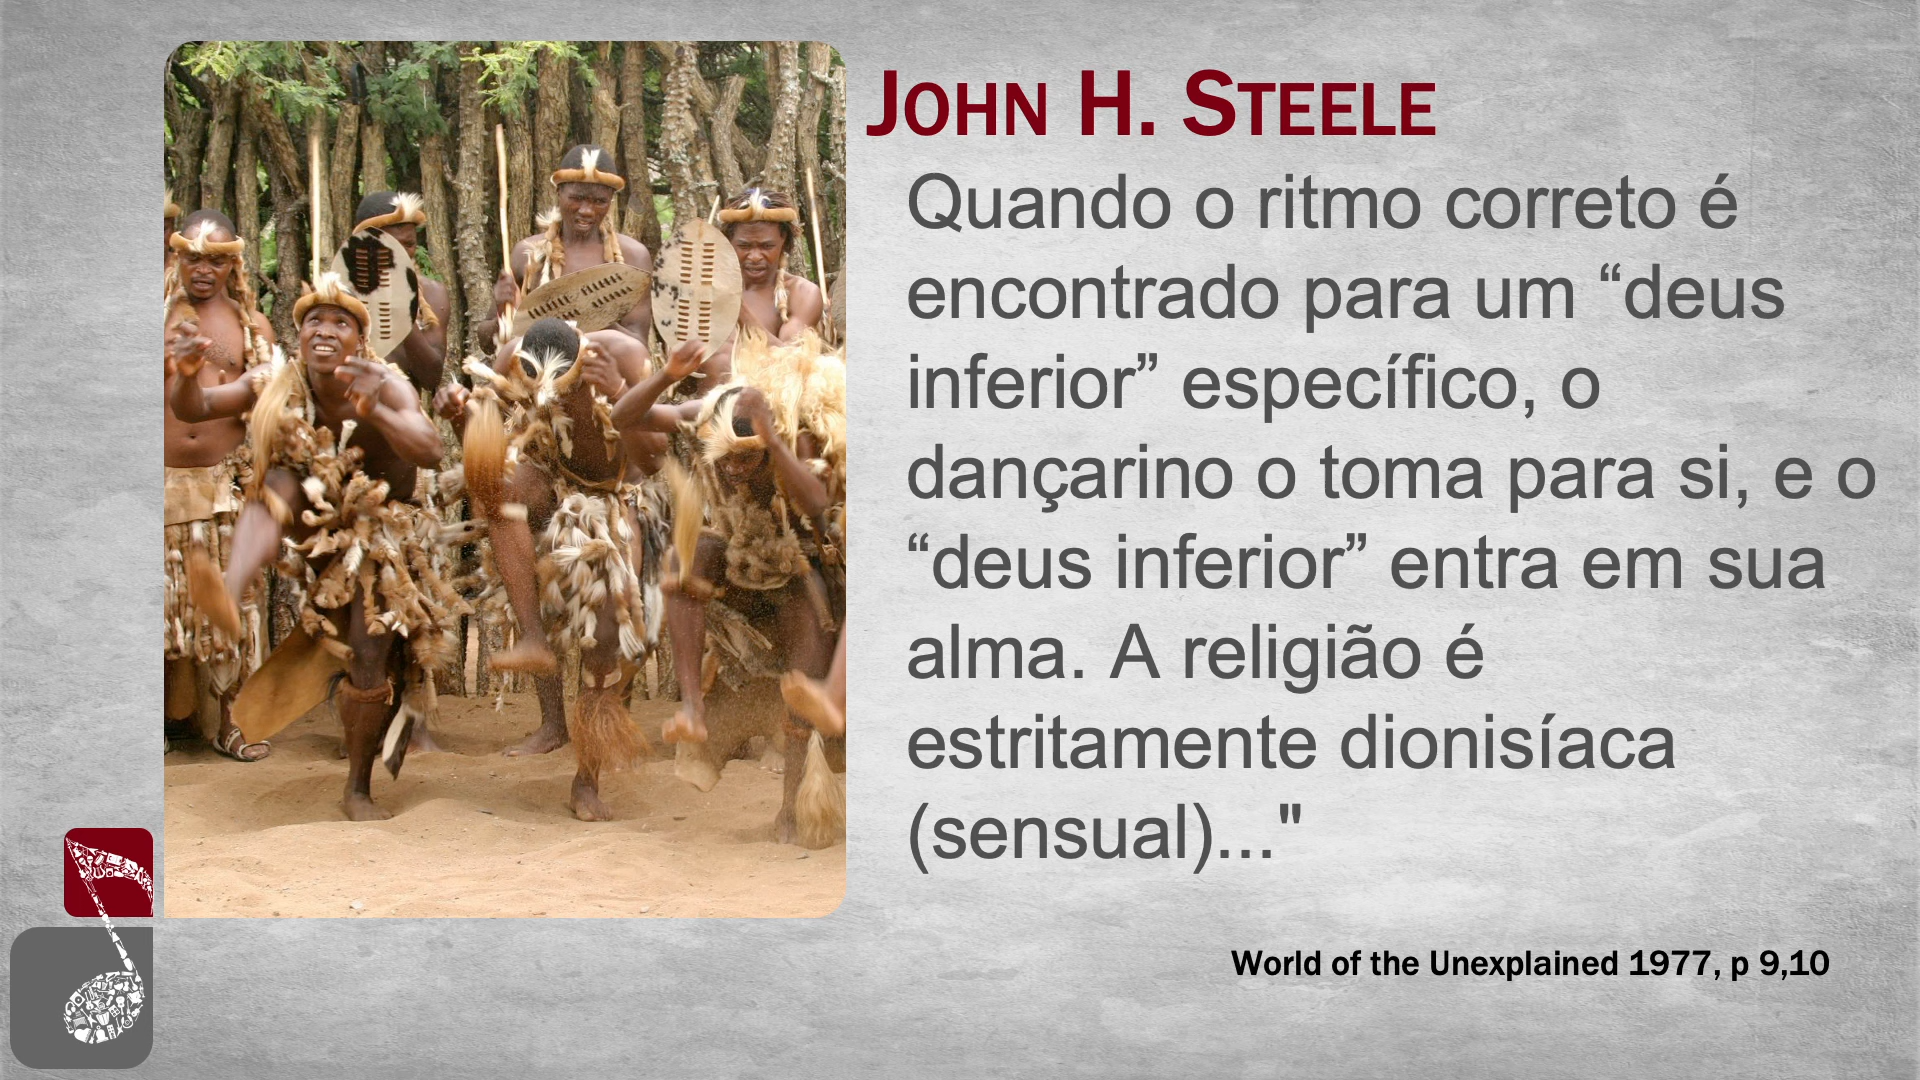 JOHN H. STEELE
Quando o ritmo correto é
encontrado para um “deus
inferior” específico, o
dançarino o toma para si, e o
“deus inferior” entra em sua
alma. A religião é
estritamente dionisíaca
(sensual)..."
World of the Unexplained 1977, p 9,10